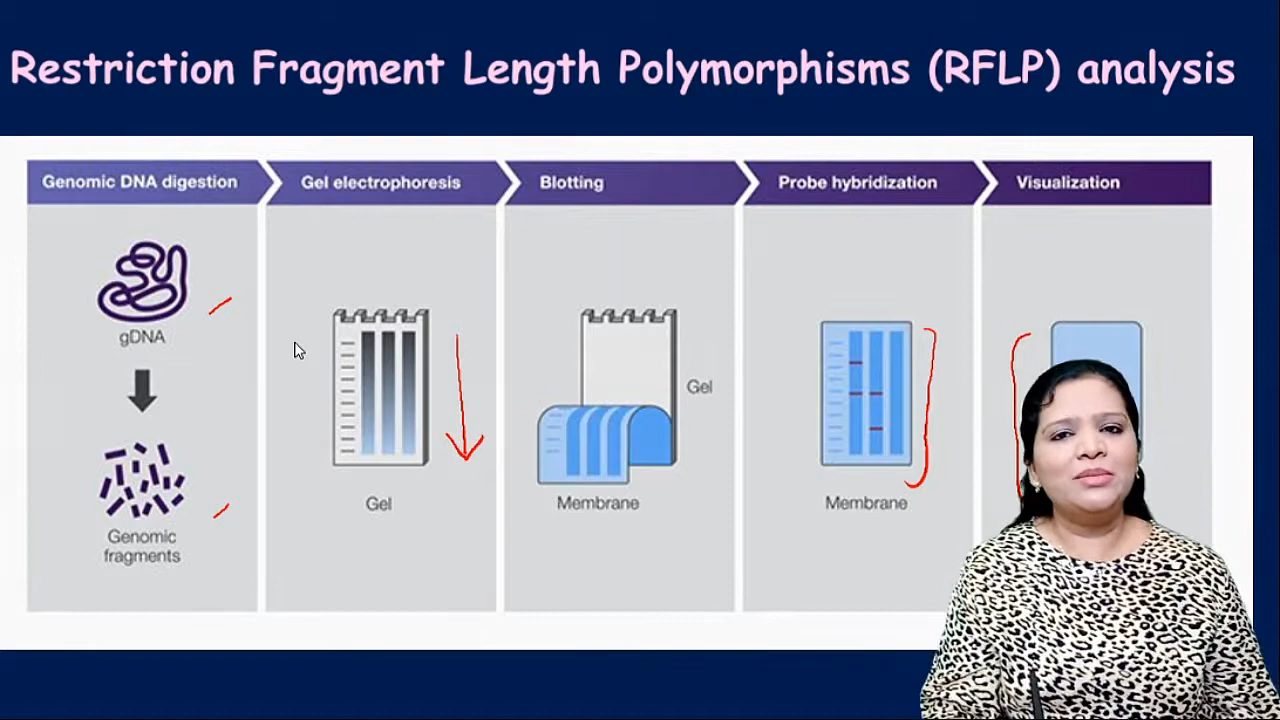 Restriction Fragment Length Polymorphisms (RFLP) analysis
Genomic DNA digestion
Gel electrophoresis
Blotting
Probe hybridization
Visualization
gDNA
Genomic
fragments
Gel
Gel
Membrane
Membrane